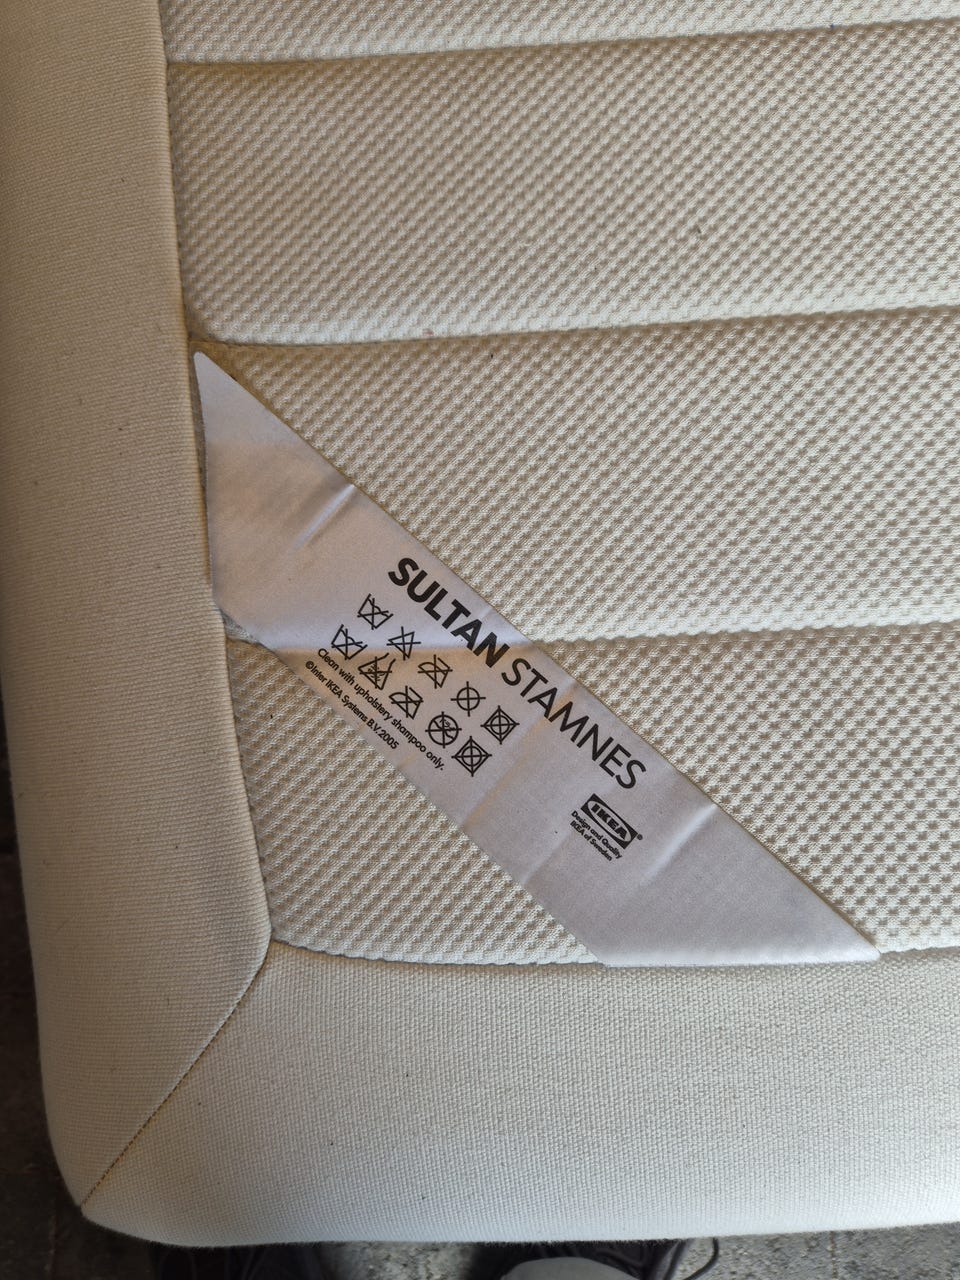 SULTAN STAMNES
Clean with upholstery shampoo only.
©Inter IKEA Systems B.V. 2005
IKEA®
Design and Quality
IKEA of Sweden